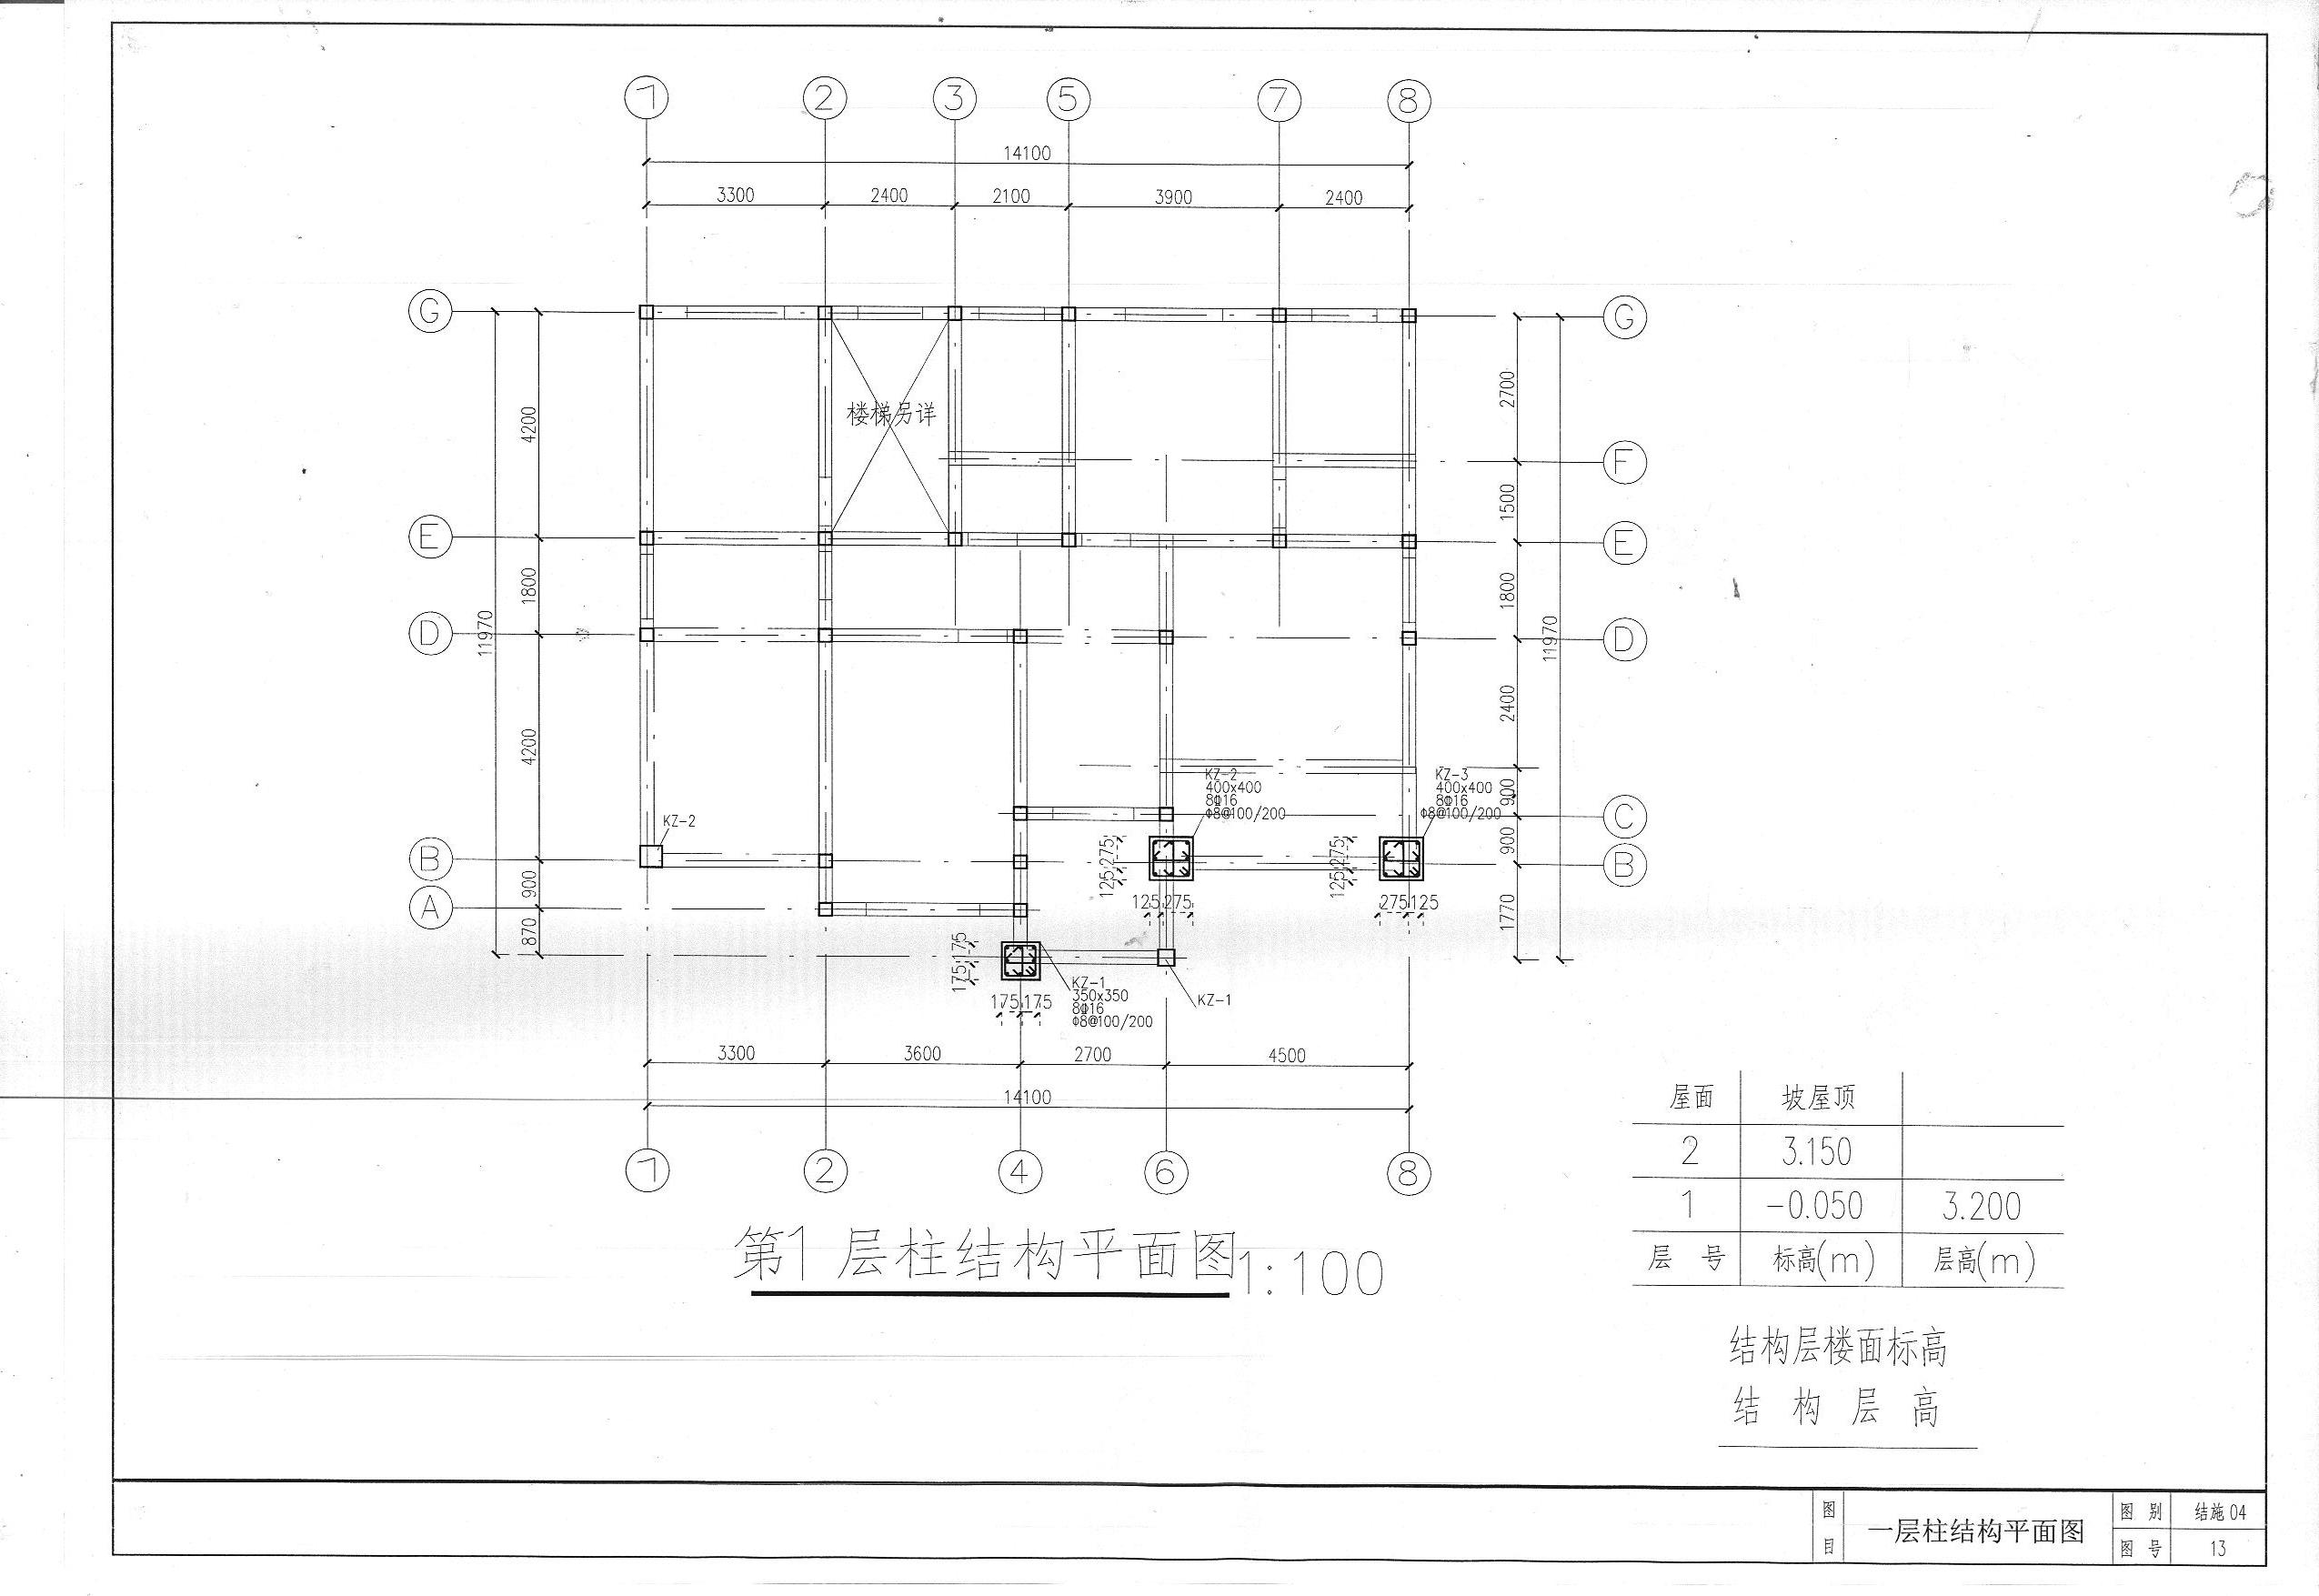 1 2 3 5 7 8
14100
3300 2400 2100 3900 2400
G G
2700
4200
楼梯另详
F
1500
E E
1800 1800
11970 11970
D D
2400
4200
KZ-2
400x400
8Φ16
Φ8@100/200
KZ-3
400x400
8Φ16
Φ8@100/200
900
C
KZ-2
900
125 275
125 275
B B
900
A
125 275
275 125
1770
870
175 175
KZ-1
350x350
8Φ16
Φ8@100/200
KZ-1
175 175
3300 3600 2700 4500
14100
1 2 4 6 8
第1 层柱结构平面图1:100
屋面 坡屋顶
2 3.150
1 -0.050 3.200
层 号 标高(m) 层高(m)
结构层楼面标高
结 构 层 高
图目 一层柱结构平面图
图 别 结施 04
图 号 13